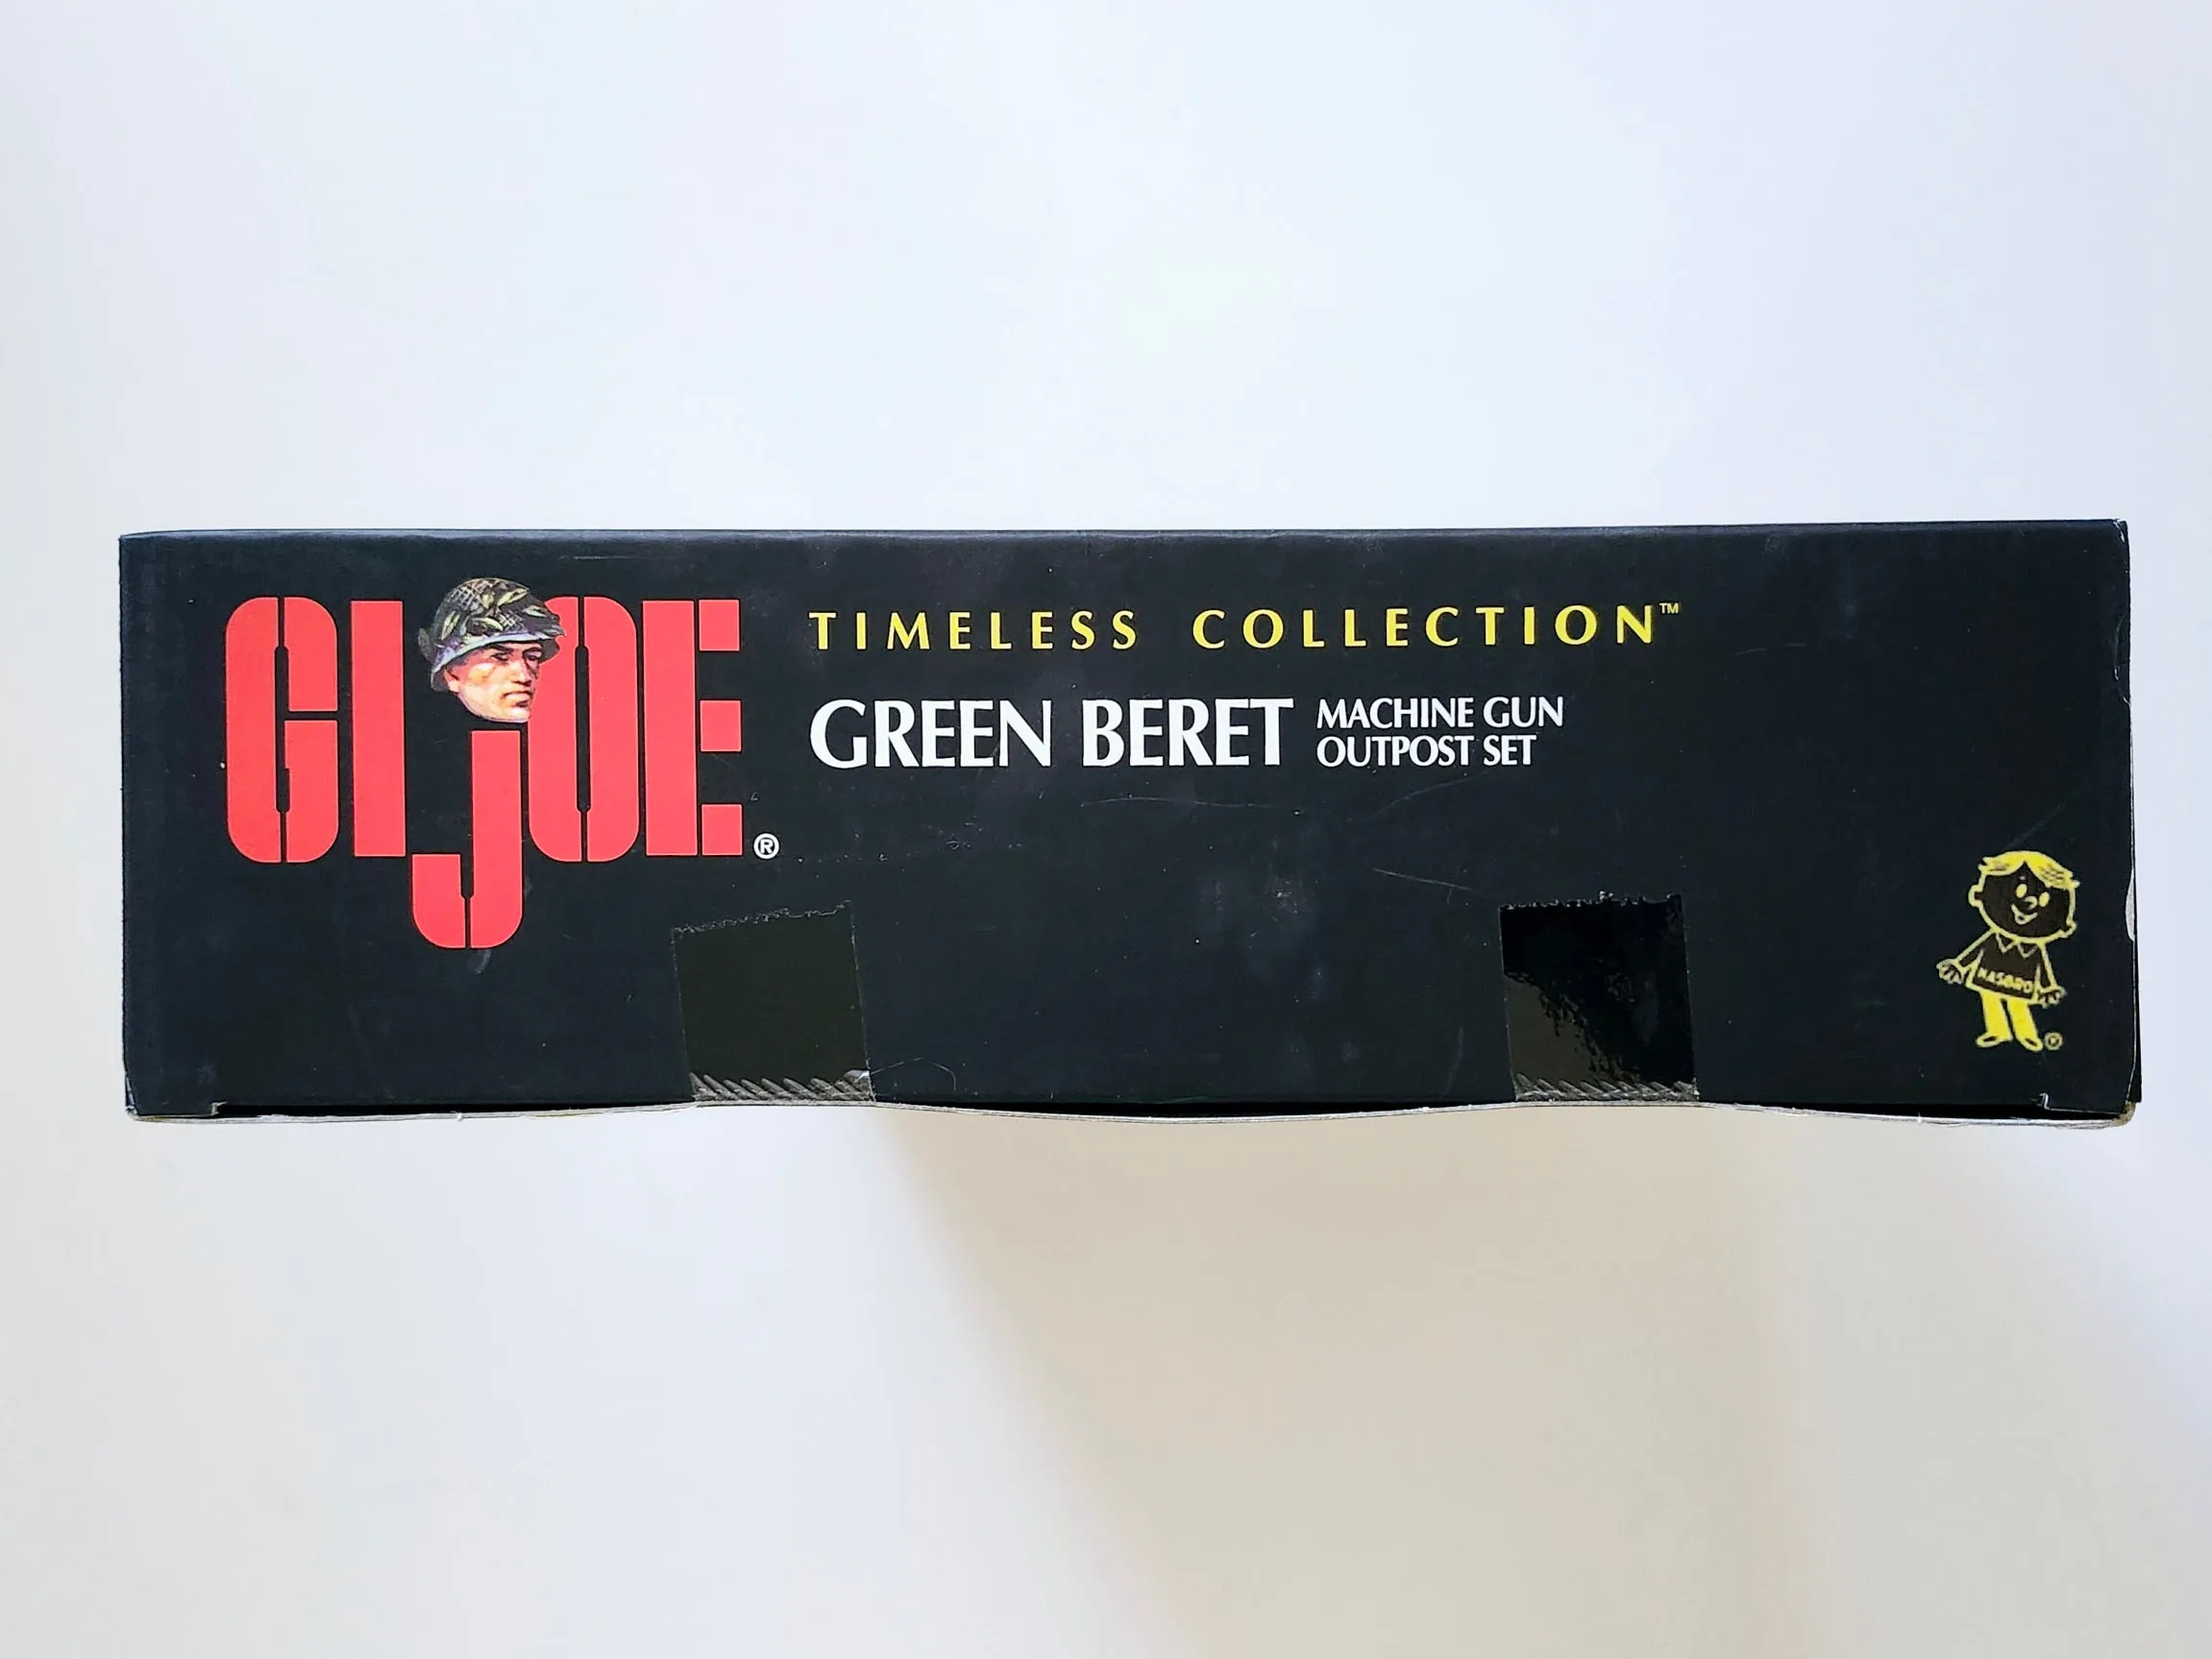 GI JOE®
TIMELESS COLLECTION™
GREEN BERET MACHINE GUN
OUTPOST SET
HASBRO
®